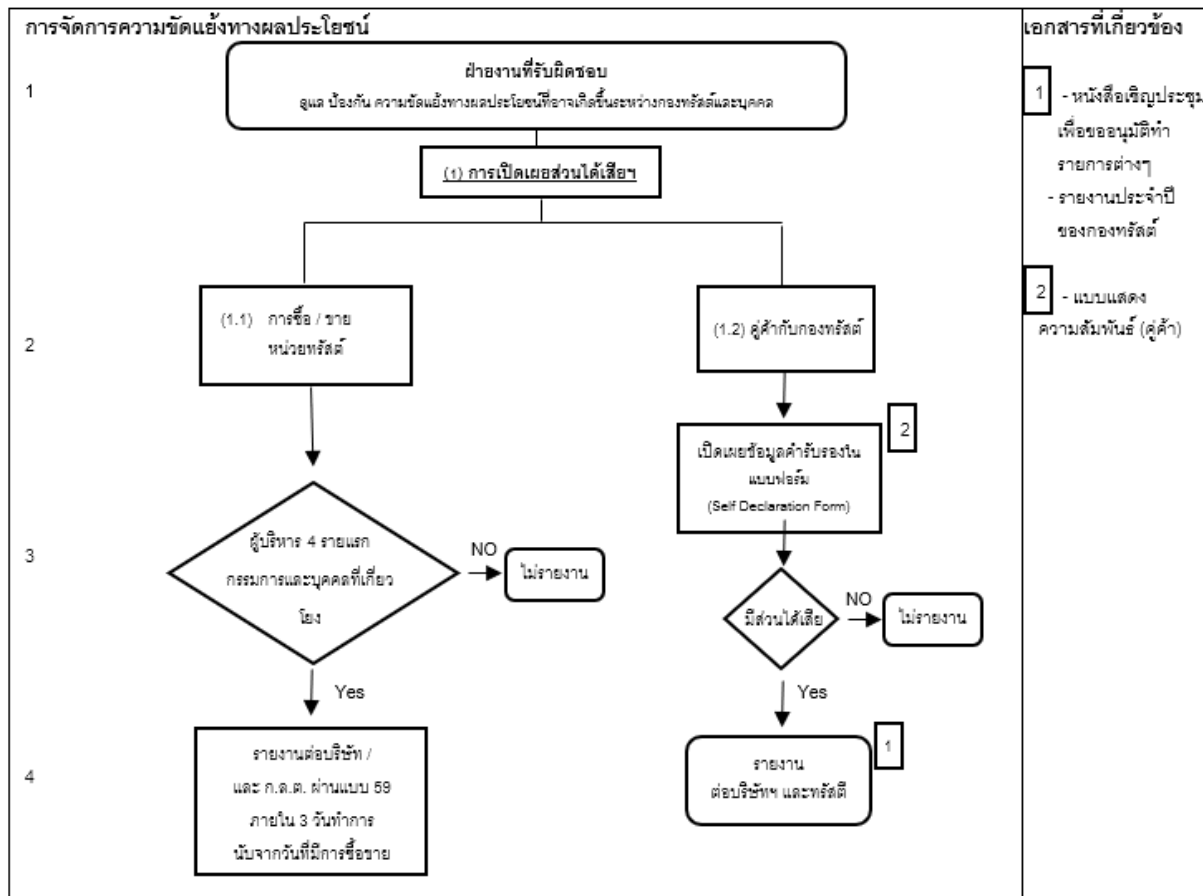 การจัดการความขัดแย้งทางผลประโยชน์
เอกสารที่เกี่ยวข้อง
1
ฝ่ายงานที่รับผิดชอบ
ดูแล ป้องกัน ความขัดแย้งทางผลประโยชน์ที่อาจเกิดขึ้นระหว่างกองทรัสต์และบุคคล
(1) การเปิดเผยส่วนได้เสียฯ
1
- หนังสือเชิญประชุม
เพื่อขออนุมัติทำ
รายการต่างๆ
- รายงานประจำปี
ของกองทรัสต์
2
- แบบแสดง
ความสัมพันธ์ (คู่ค้า)
2
(1.1) การซื้อ / ขาย
หน่วยทรัสต์
(1.2) คู่ค้ากับกองทรัสต์
2
เปิดเผยข้อมูลคำรับรองใน
แบบฟอร์ม
(Self Declaration Form)
3
ผู้บริหาร 4 รายแรก
กรรมการและบุคคลที่เกี่ยว
โยง
NO
ไม่รายงาน
มีส่วนได้เสีย
NO
ไม่รายงาน
Yes
Yes
4
รายงานต่อบริษัท /
และ ก.ล.ต. ผ่านแบบ 59
ภายใน 3 วันทำการ
นับจากวันที่มีการซื้อขาย
1
รายงาน
ต่อบริษัทฯ และทรัสตี